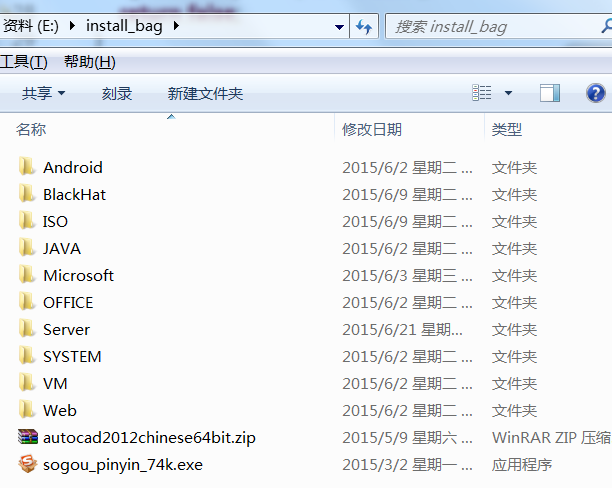 return false;
资料 (E:) install_bag 搜索 install_bag
工具(T) 帮助(H)
共享 刻录 新建文件夹
名称 修改日期 类型
Android 2015/6/2 星期二 ... 文件夹
BlackHat 2015/6/9 星期二 ... 文件夹
ISO 2015/6/9 星期二 ... 文件夹
JAVA 2015/6/2 星期二 ... 文件夹
Microsoft 2015/6/3 星期三 ... 文件夹
OFFICE 2015/6/2 星期二 ... 文件夹
Server 2015/6/21 星期... 文件夹
SYSTEM 2015/6/2 星期二 ... 文件夹
VM 2015/6/2 星期二 ... 文件夹
Web 2015/6/2 星期二 ... 文件夹
autocad2012chinese64bit.zip 2015/5/9 星期六 ... WinRAR ZIP 压缩
sogou_pinyin_74k.exe 2015/3/2 星期一 ... 应用程序